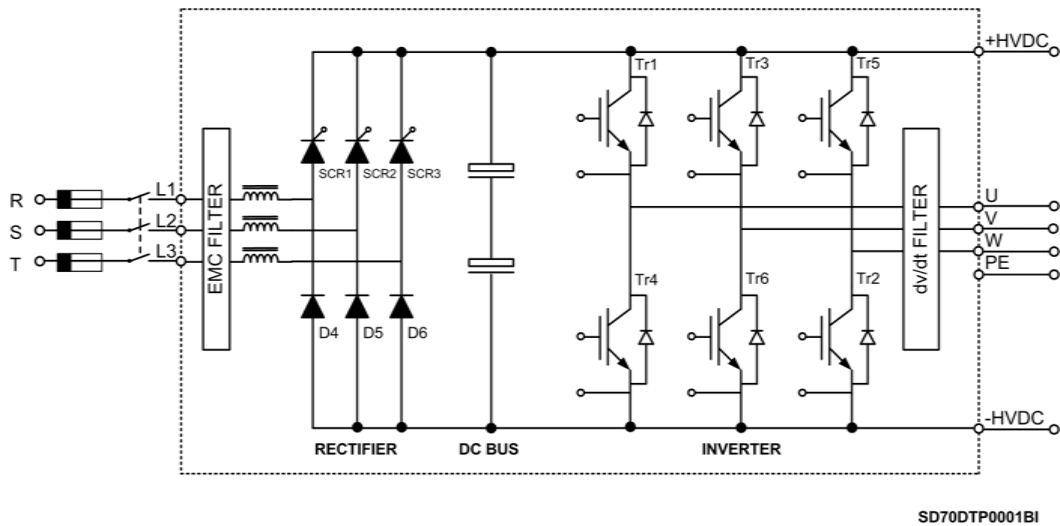 +HVDC
Tr1
Tr3
Tr5
SCR1
SCR2
SCR3
EMC FILTER
R
L1
S
L2
T
L3
U
V
W
PE
dv/dt FILTER
Tr4
Tr6
Tr2
D4
D5
D6
-HVDC
RECTIFIER
DC BUS
INVERTER
SD70DTP0001BI